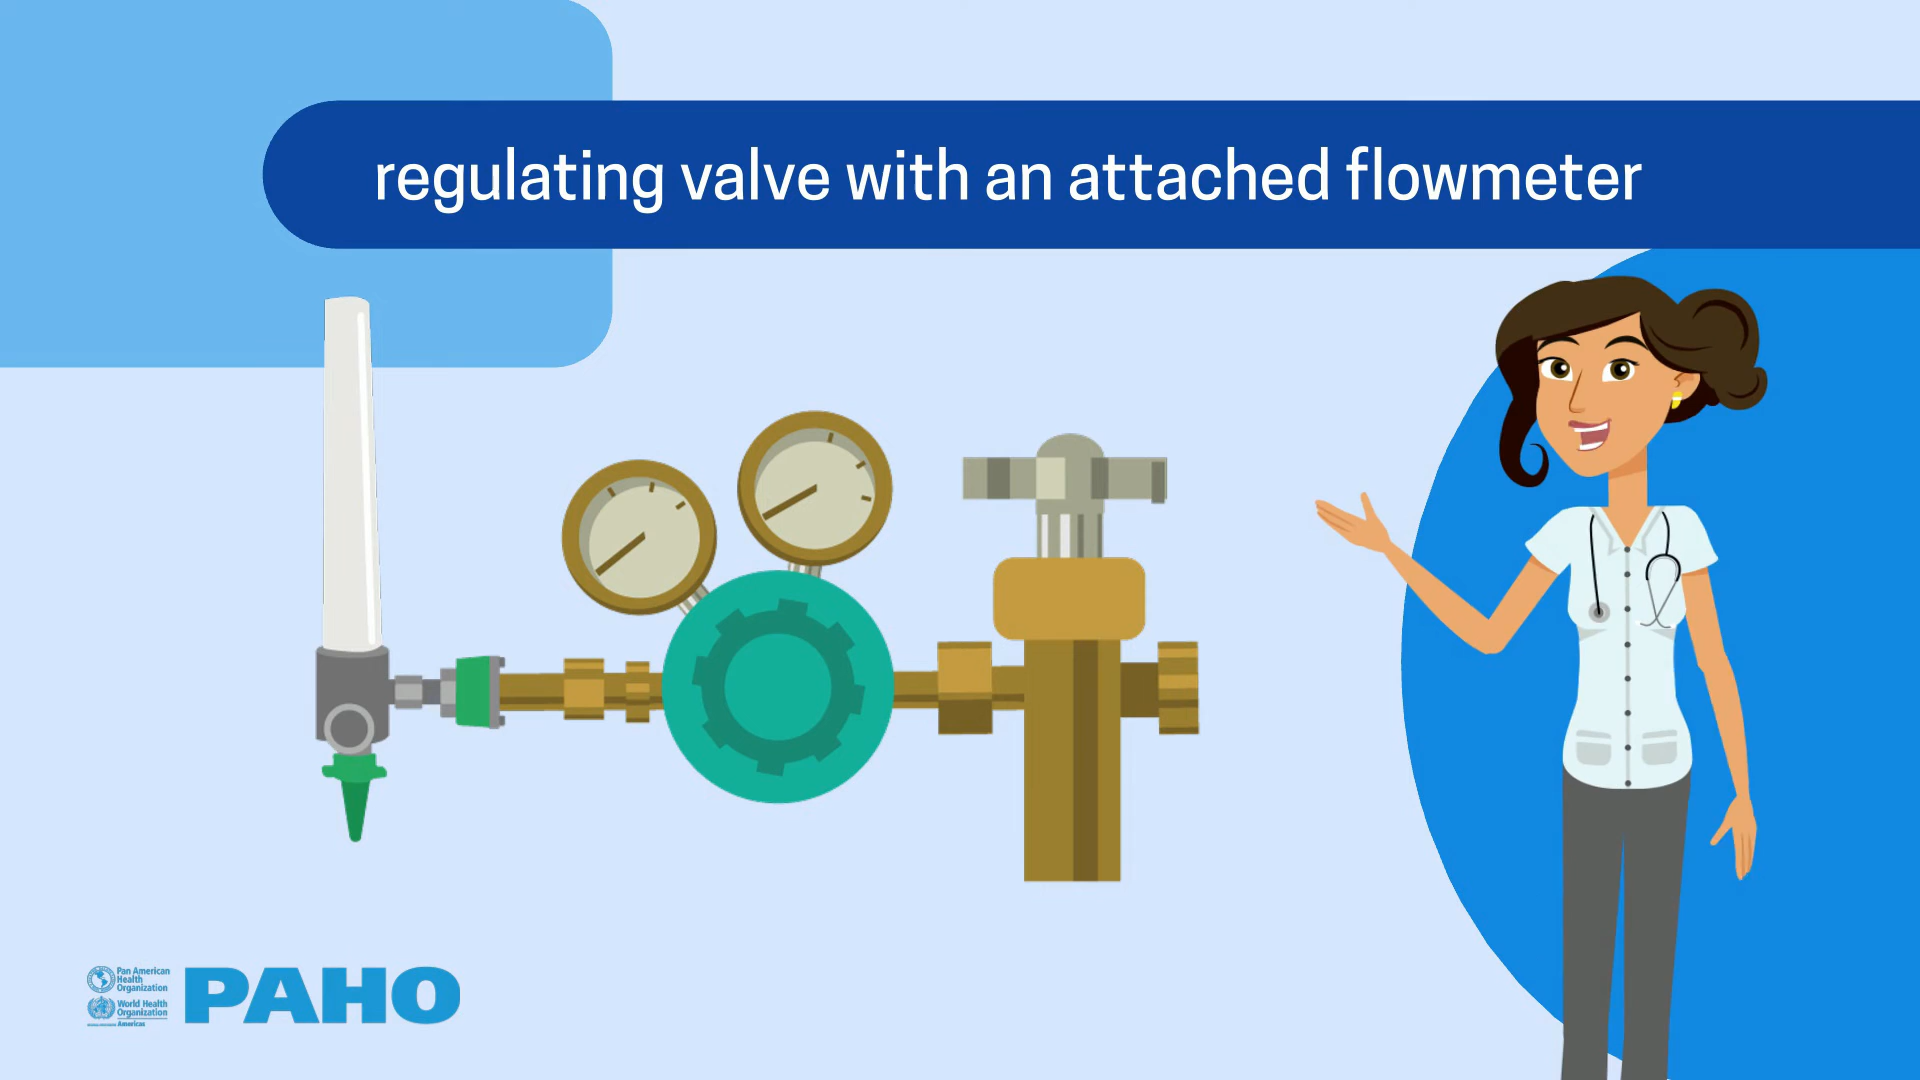 regulating valve with an attached flowmeter
Pan American
Health
Organization
World Health
Organization
Americas
PAHO